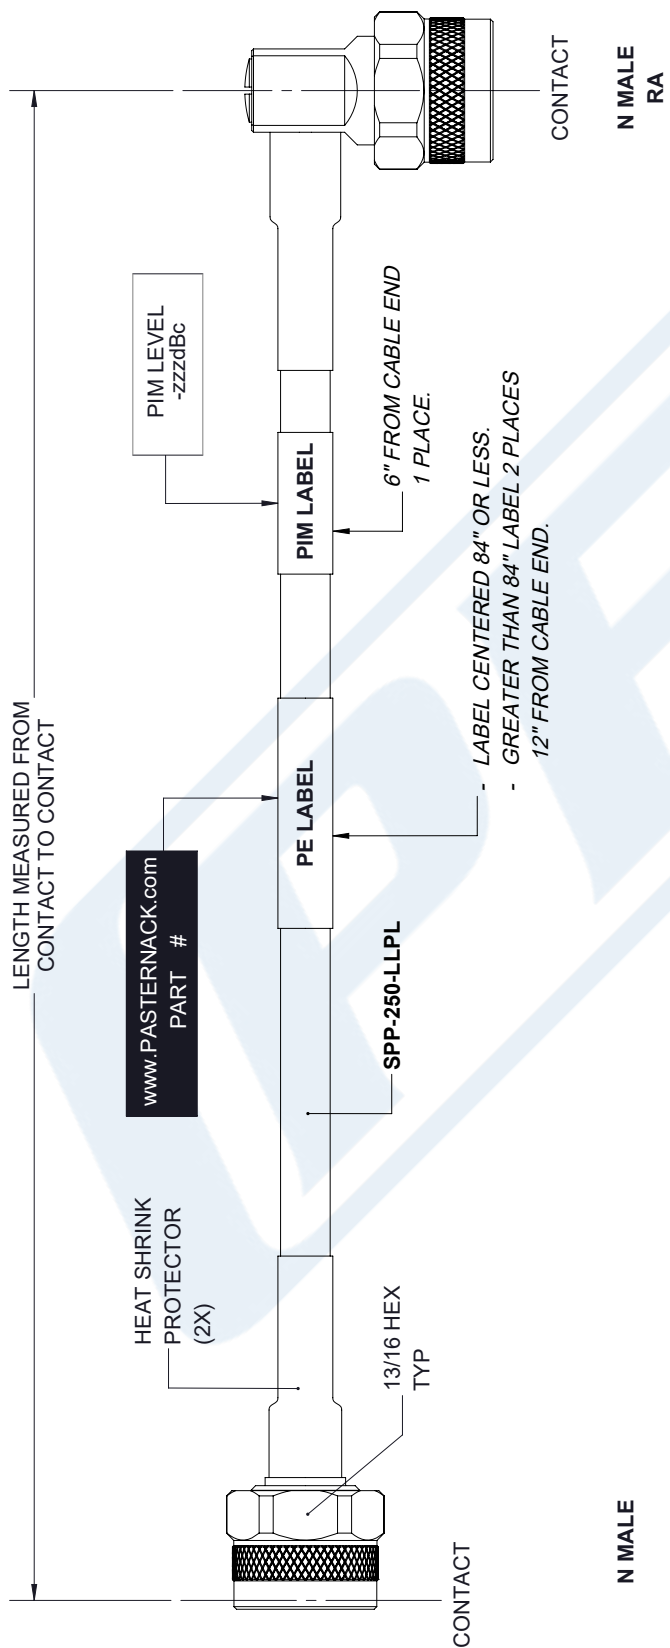 LENGTH MEASURED FROM
CONTACT TO CONTACT
HEAT SHRINK
PROTECTOR
(2X)
www.PASTERNACK.com
PART #
PIM LEVEL
-zzzdBc
PE LABEL
PIM LABEL
13/16 HEX
TYP
SPP-250-LLPL
6" FROM CABLE END
1 PLACE.
- LABEL CENTERED 84" OR LESS.
- GREATER THAN 84" LABEL 2 PLACES
12" FROM CABLE END.
CONTACT
CONTACT
N MALE
N MALE
RA